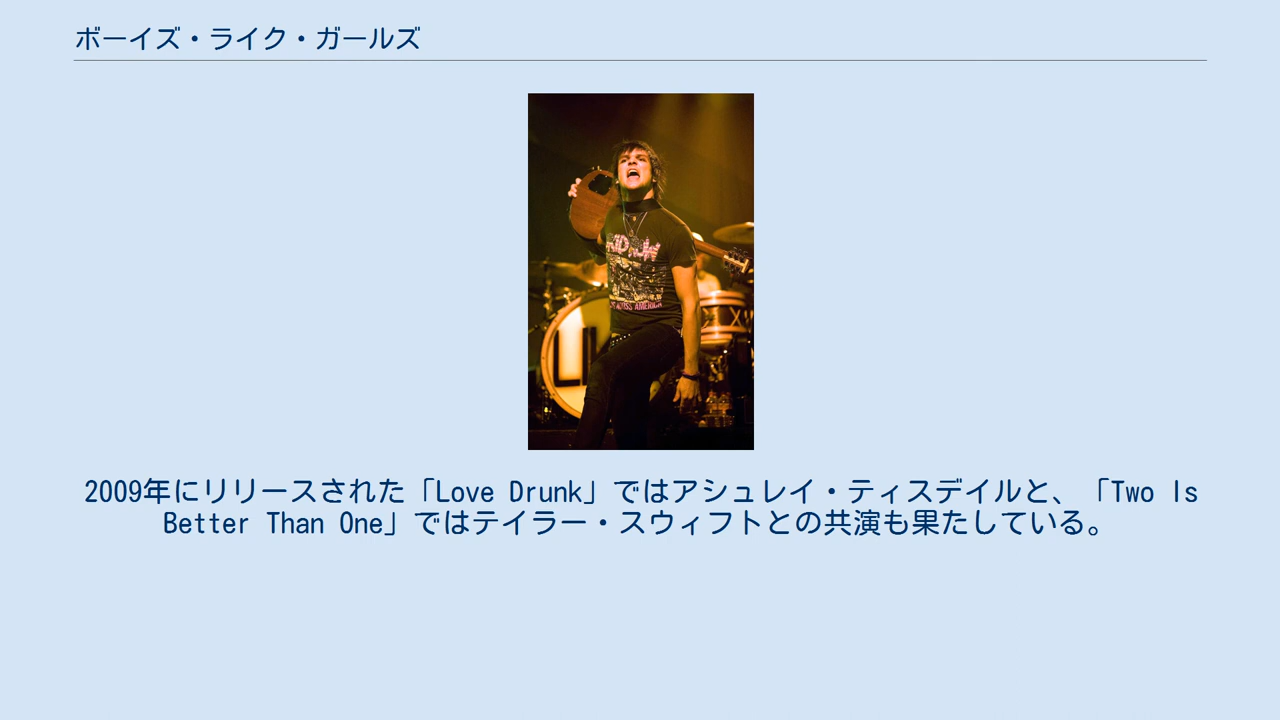 ボーイズ・ライク・ガールズ
2009年にリリースされた「Love Drunk」ではアシュレイ・ティスデイルと、「Two Is
Better Than One」ではテイラー・スウィフトとの共演も果たしている。